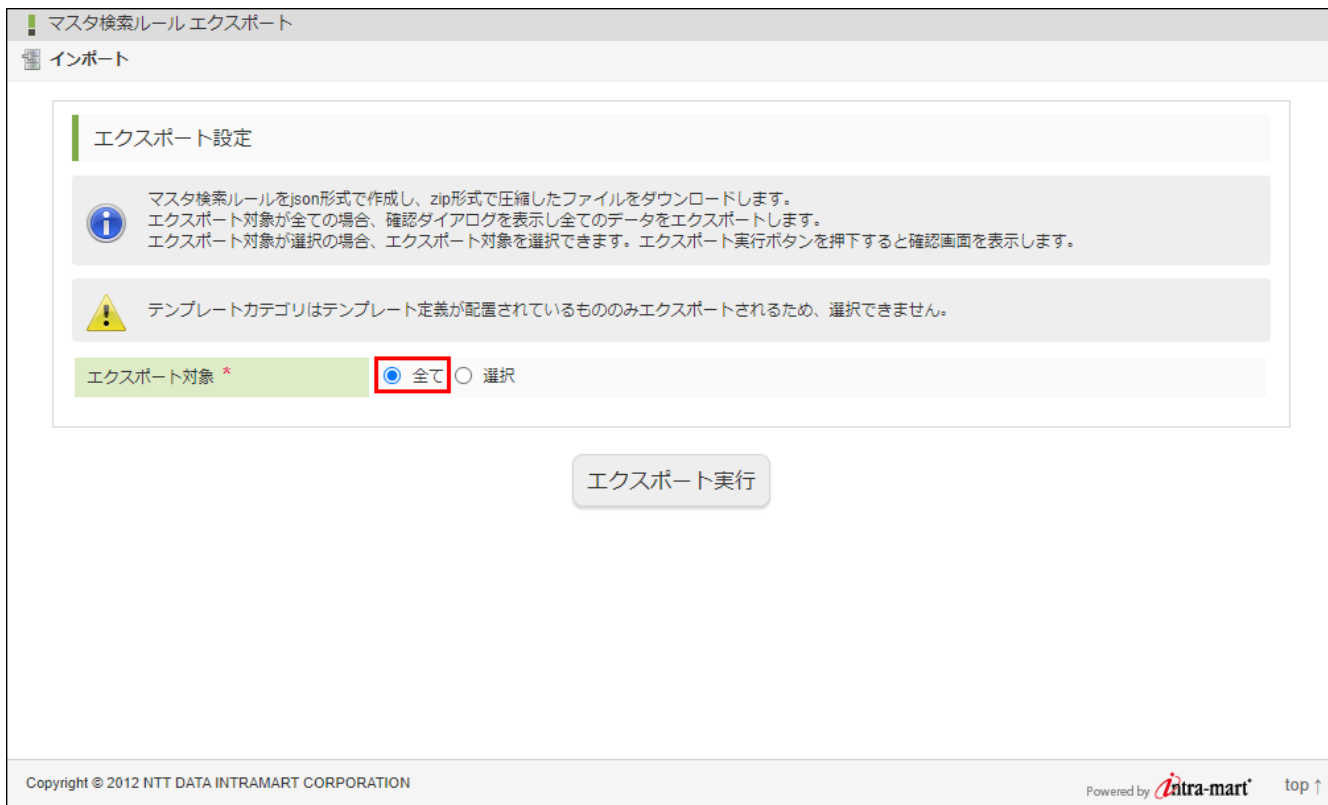 マスタ検索ルール エクスポート
インポート
エクスポート設定
マスタ検索ルールをjson形式で作成し、zip形式で圧縮したファイルをダウンロードします。
エクスポート対象が全ての場合、確認ダイアログを表示し全てのデータをエクスポートします。
エクスポート対象が選択の場合、エクスポート対象を選択できます。エクスポート実行ボタンを押下すると確認画面を表示します。
テンプレートカテゴリはテンプレート定義が配置されているもののみエクスポートされるため、選択できません。
エクスポート対象 * 全て 選択
エクスポート実行
Copyright © 2012 NTT DATA INTRAMART CORPORATION Powered by intra-mart top ↑